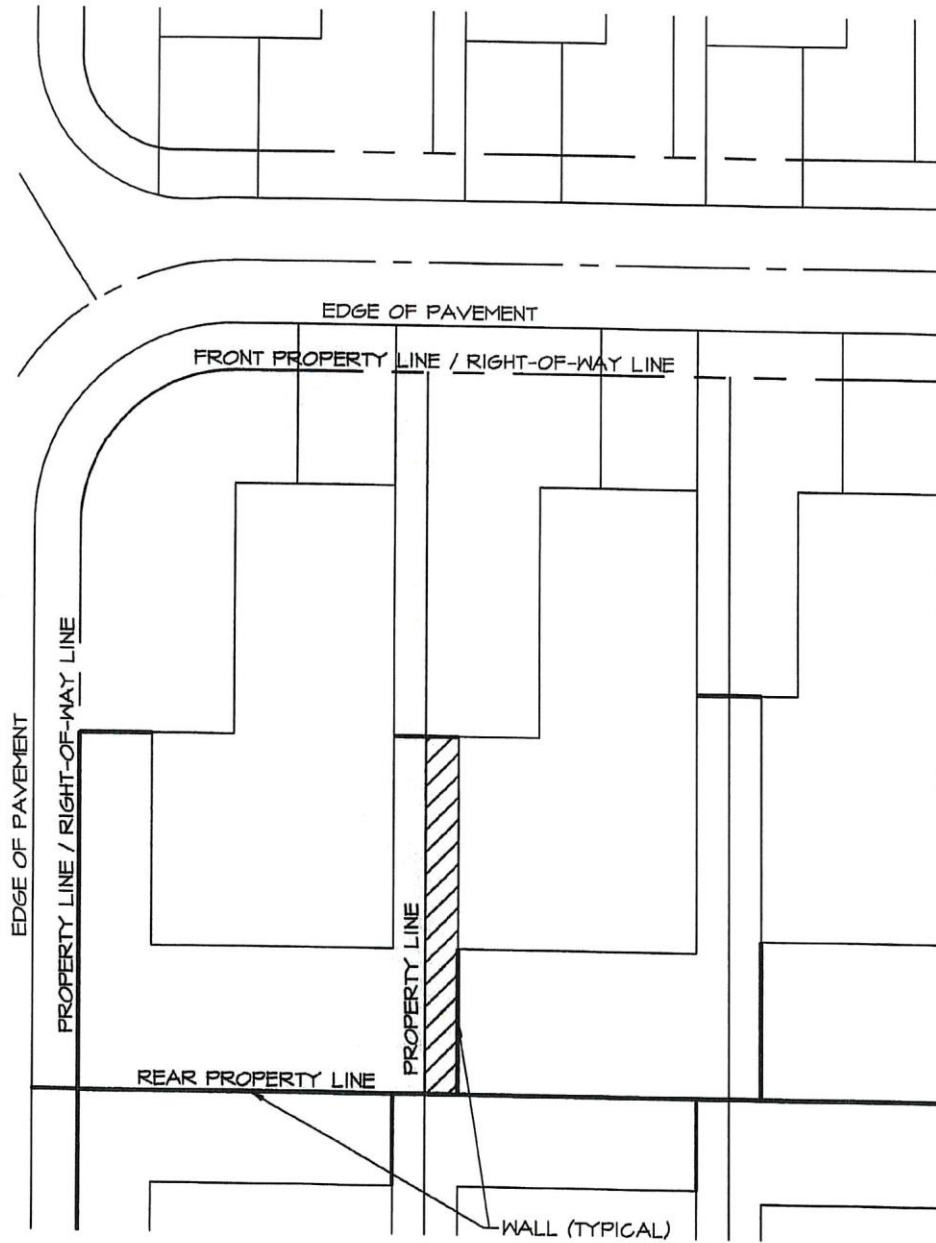 EDGE OF PAVEMENT
FRONT PROPERTY LINE / RIGHT-OF-WAY LINE
EDGE OF PAVEMENT
PROPERTY LINE / RIGHT-OF-WAY LINE
PROPERTY LINE
REAR PROPERTY LINE
WALL (TYPICAL)